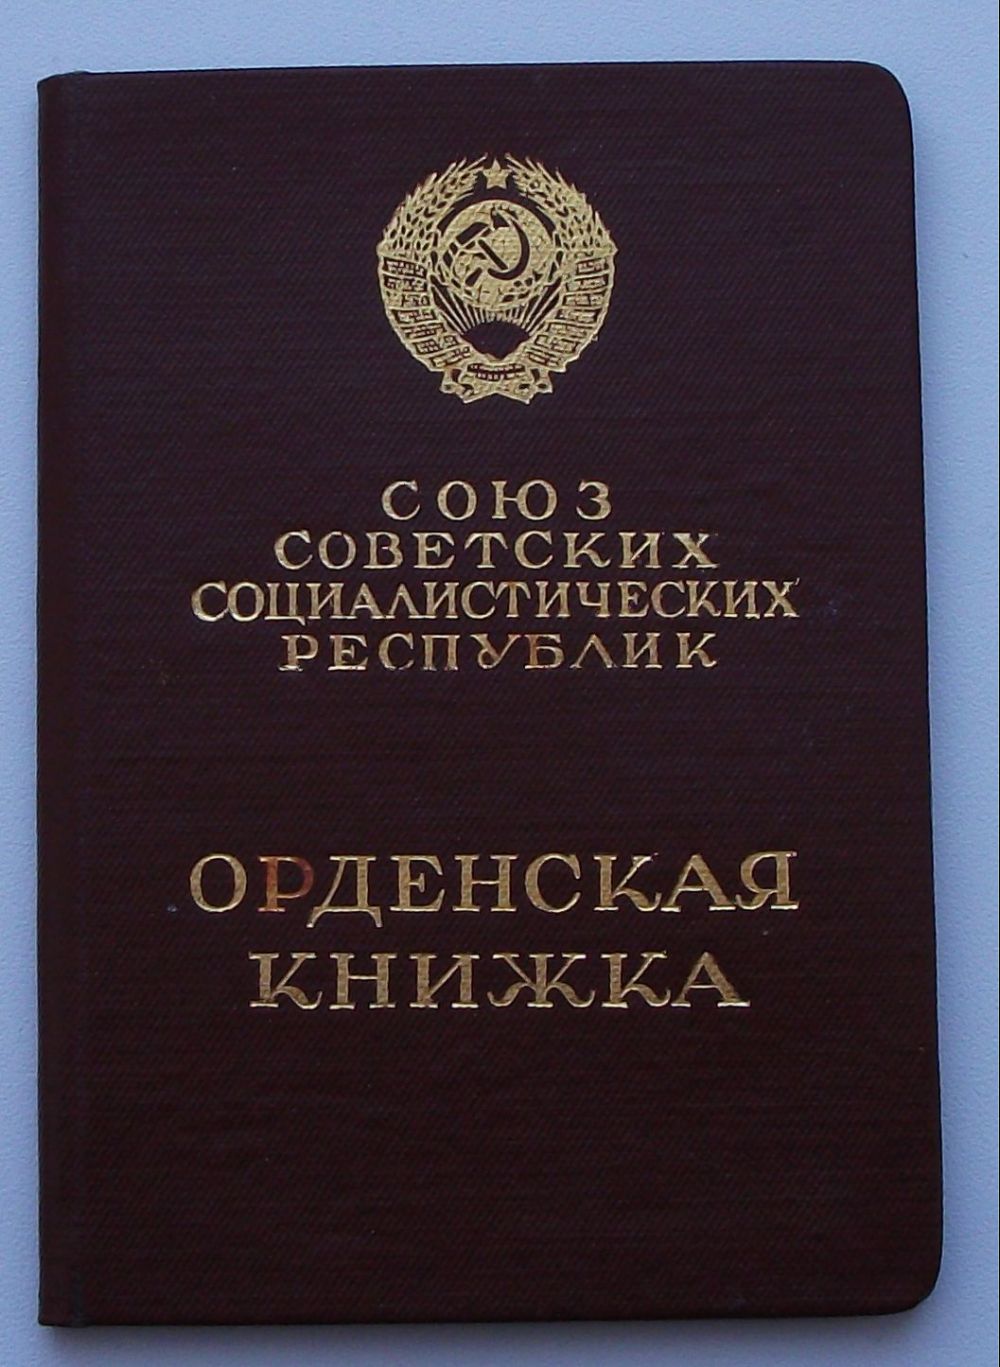 СОЮЗ
СОВЕТСКИХ
СОЦИАЛИСТИЧЕСКИХ
РЕСПУБЛИК
ОРДЕНСКАЯ
КНИЖКА